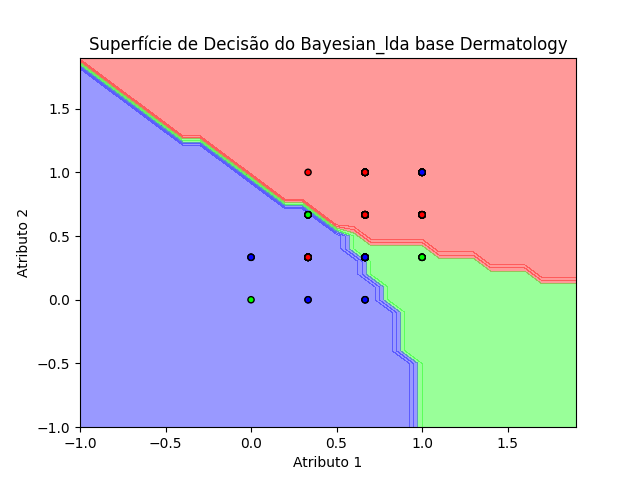 Superfície de Decisão do Bayesian_lda base Dermatology
1.5
1.0
0.5
0.0
−0.5
−1.0
Atributo 2
−1.0 −0.5 0.0 0.5 1.0 1.5
Atributo 1